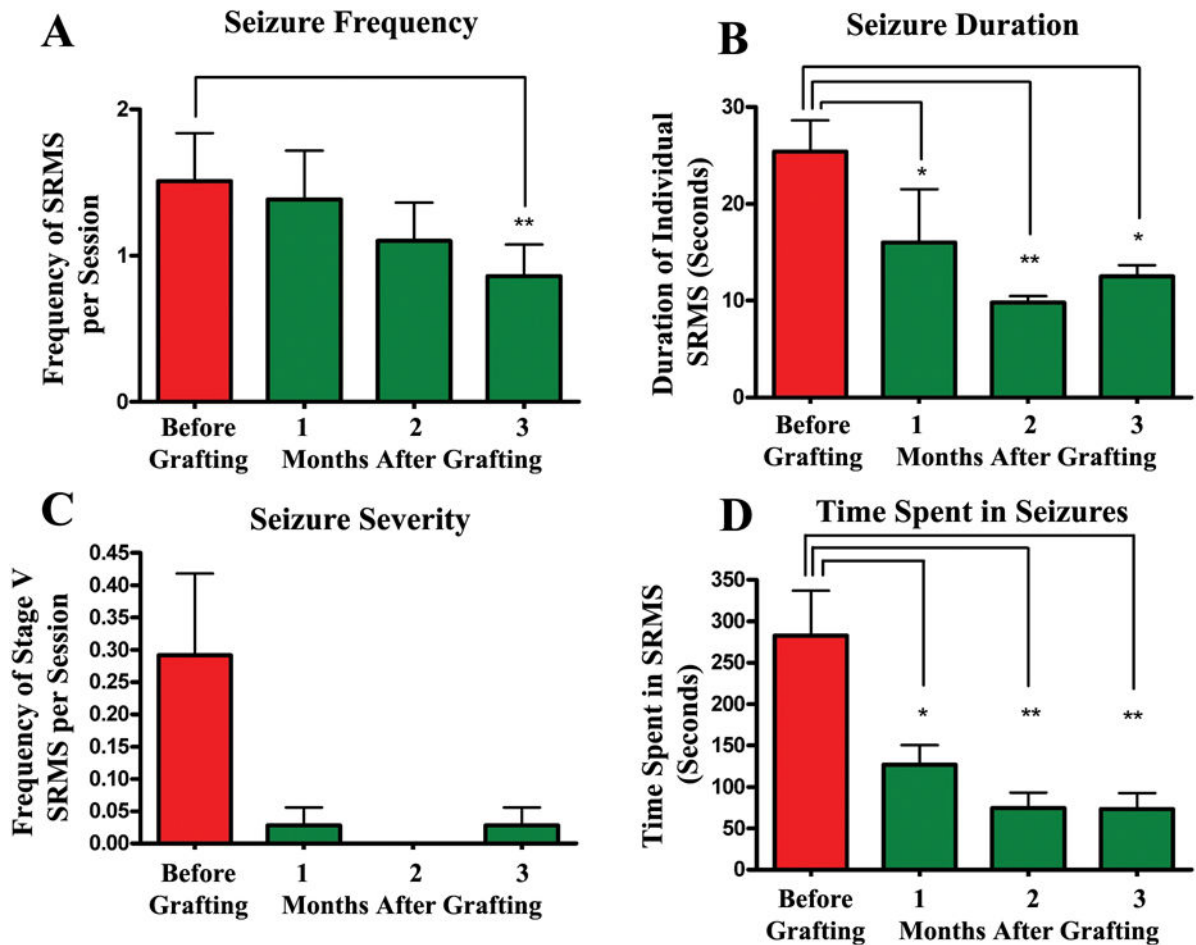 A
Seizure Frequency
Frequency of SRMS
per Session
2
1
0
**
Before
Grafting
1
2
3
Months After Grafting
B
Seizure Duration
Duration of Individual
SRMS (Seconds)
30
20
10
0
*
**
*
Before
Grafting
1
2
3
Months After Grafting
C
Seizure Severity
Frequency of Stage V
SRMS per Session
0.45
0.40
0.35
0.30
0.25
0.20
0.15
0.10
0.05
0.00
Before
Grafting
1
2
3
Months After Grafting
D
Time Spent in Seizures
Time Spent in SRMS
(Seconds)
350
300
250
200
150
100
50
0
*
**
**
Before
Grafting
1
2
3
Months After Grafting